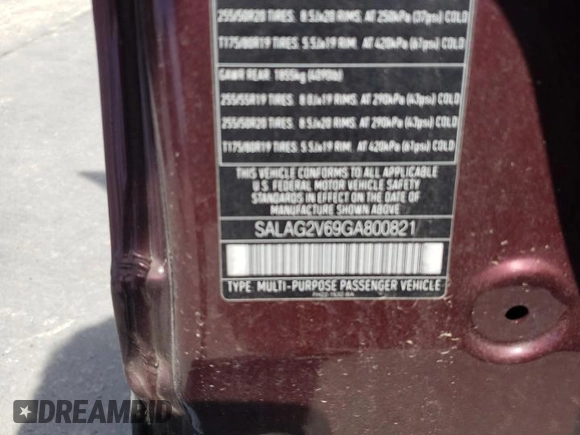 255/50R20 TIRES. 8 5Jx20 RIMS. AT 250kPa (37psi) COLD
T175/80R19 TIRES. 5 5Jx19 RIM. AT 420kPa (61psi) COLD
GAWR REAR. 1855kg (4090lb)
255/55R19 TIRES. 8 0Jx19 RIMS. AT 290kPa (43psi) COLD
255/50R20 TIRES. 8 5Jx20 RIMS. AT 290kPa (43psi) COLD
T175/80R19 TIRES. 5 5Jx19 RIM. AT 420kPa (61psi) COLD
THIS VEHICLE CONFORMS TO ALL APPLICABLE
U.S. FEDERAL MOTOR VEHICLE SAFETY
STANDARDS IN EFFECT ON THE DATE OF
MANUFACTURE SHOWN ABOVE.
SALAG2V69GA800821
TYPE. MULTI-PURPOSE PASSENGER VEHICLE
DREAMBID